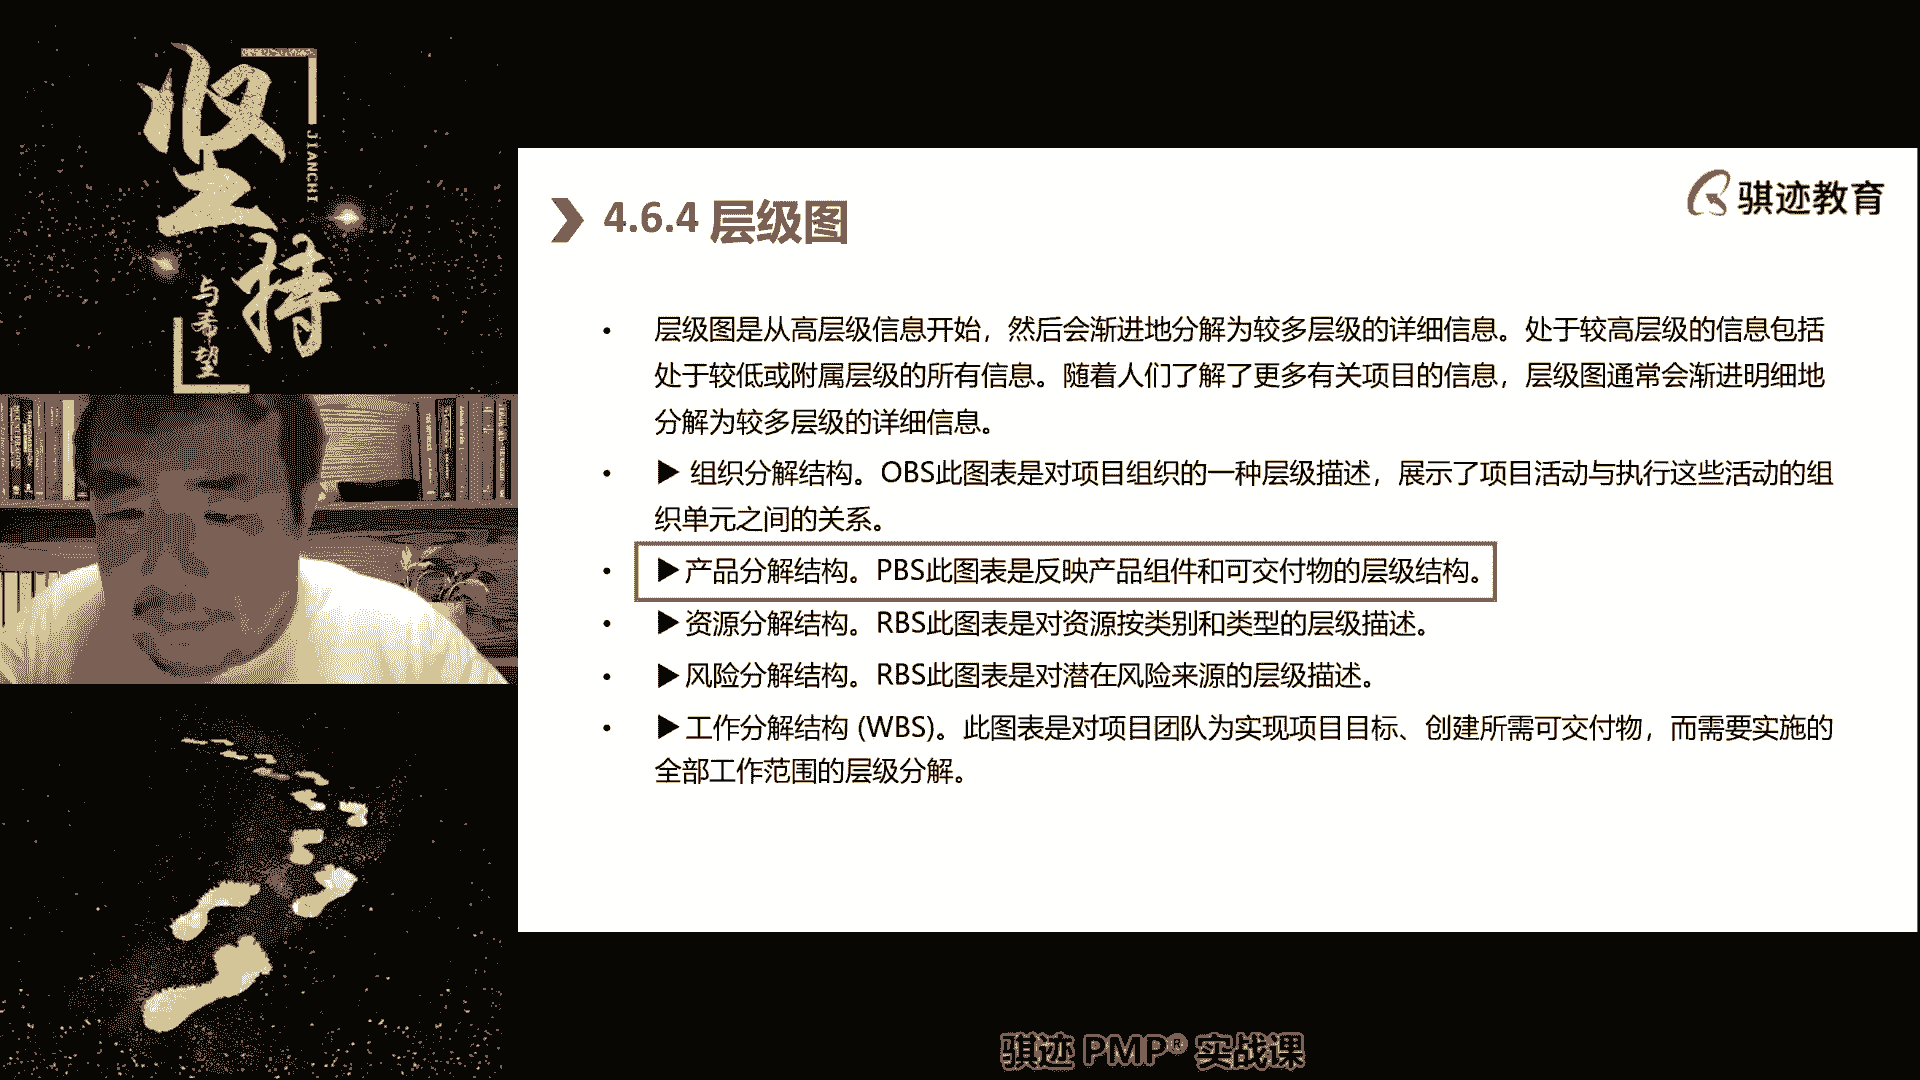 坚持
JIANCHI
与希望
骐迹教育
4.6.4 层级图
• 层级图是从高层级信息开始，然后会渐进地分解为较多层级的详细信息。处于较高层级的信息包括
处于较低或附属层级的所有信息。随着人们了解了更多有关项目的信息，层级图通常会渐进明细地
分解为较多层级的详细信息。
• ▶ 组织分解结构。OBS此图表是对项目组织的一种层级描述，展示了项目活动与执行这些活动的组
织单元之间的关系。
• ▶产品分解结构。PBS此图表是反映产品组件和可交付物的层级结构。
• ▶资源分解结构。RBS此图表是对资源按类别和类型的层级描述。
• ▶风险分解结构。RBS此图表是对潜在风险来源的层级描述。
• ▶工作分解结构 (WBS)。此图表是对项目团队为实现项目目标、创建所需可交付物，而需要实施的
全部工作范围的层级分解。
骐迹 PMP® 实战课